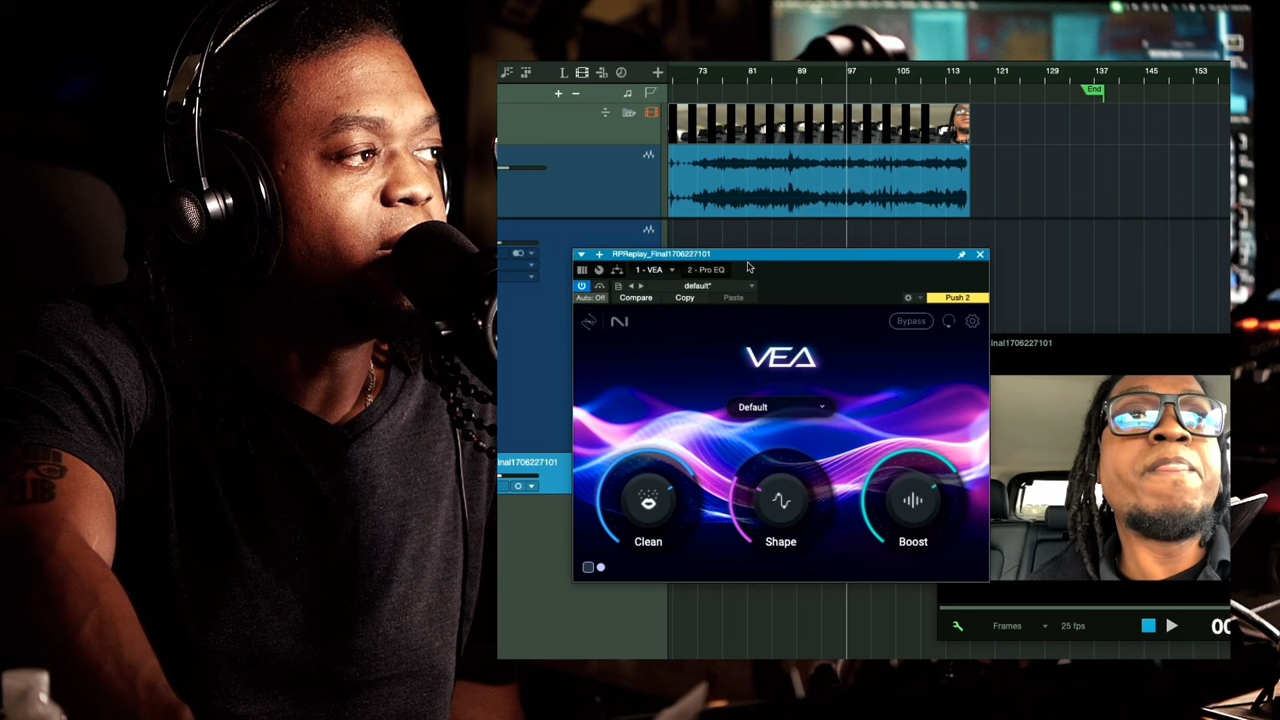 73 81 89 97 105 113 121 129 137 145 153
End
RPReplay_Final1706227101
1 - VEA 2 - Pro EQ
default*
Auto: Off Compare Copy Paste Push 2
Bypass
inal1706227101
VEA
Default
inal1706227101
Clean Shape Boost
Frames 25 fps 00